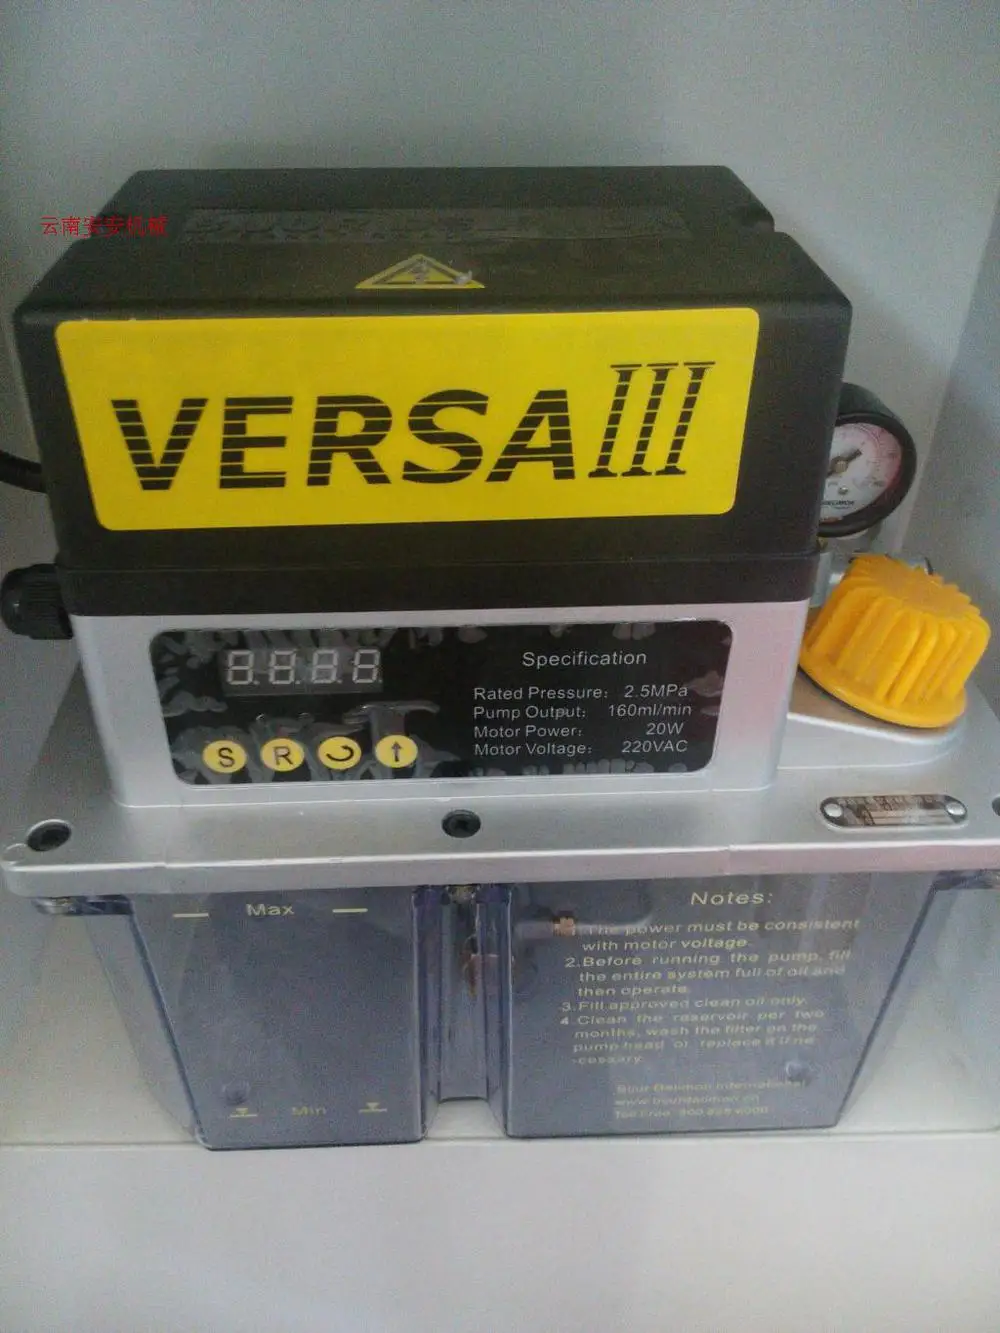 云南安安机械
VERSA III
8.8.8.8.
Specification
Rated Pressure: 2.5MPa
Pump Output: 160ml/min
Motor Power: 20W
Motor Voltage: 220VAC
S R
Max
Min
Notes:
1.The power must be consistent
with motor voltage.
2.Before running the pump, fill
the entire system full of oil and
then operate.
3.Fill approved clean oil only.
4.Clean the reservoir per two
months, wash the filter on the
pump head or replace it if ne
-cessary.
International